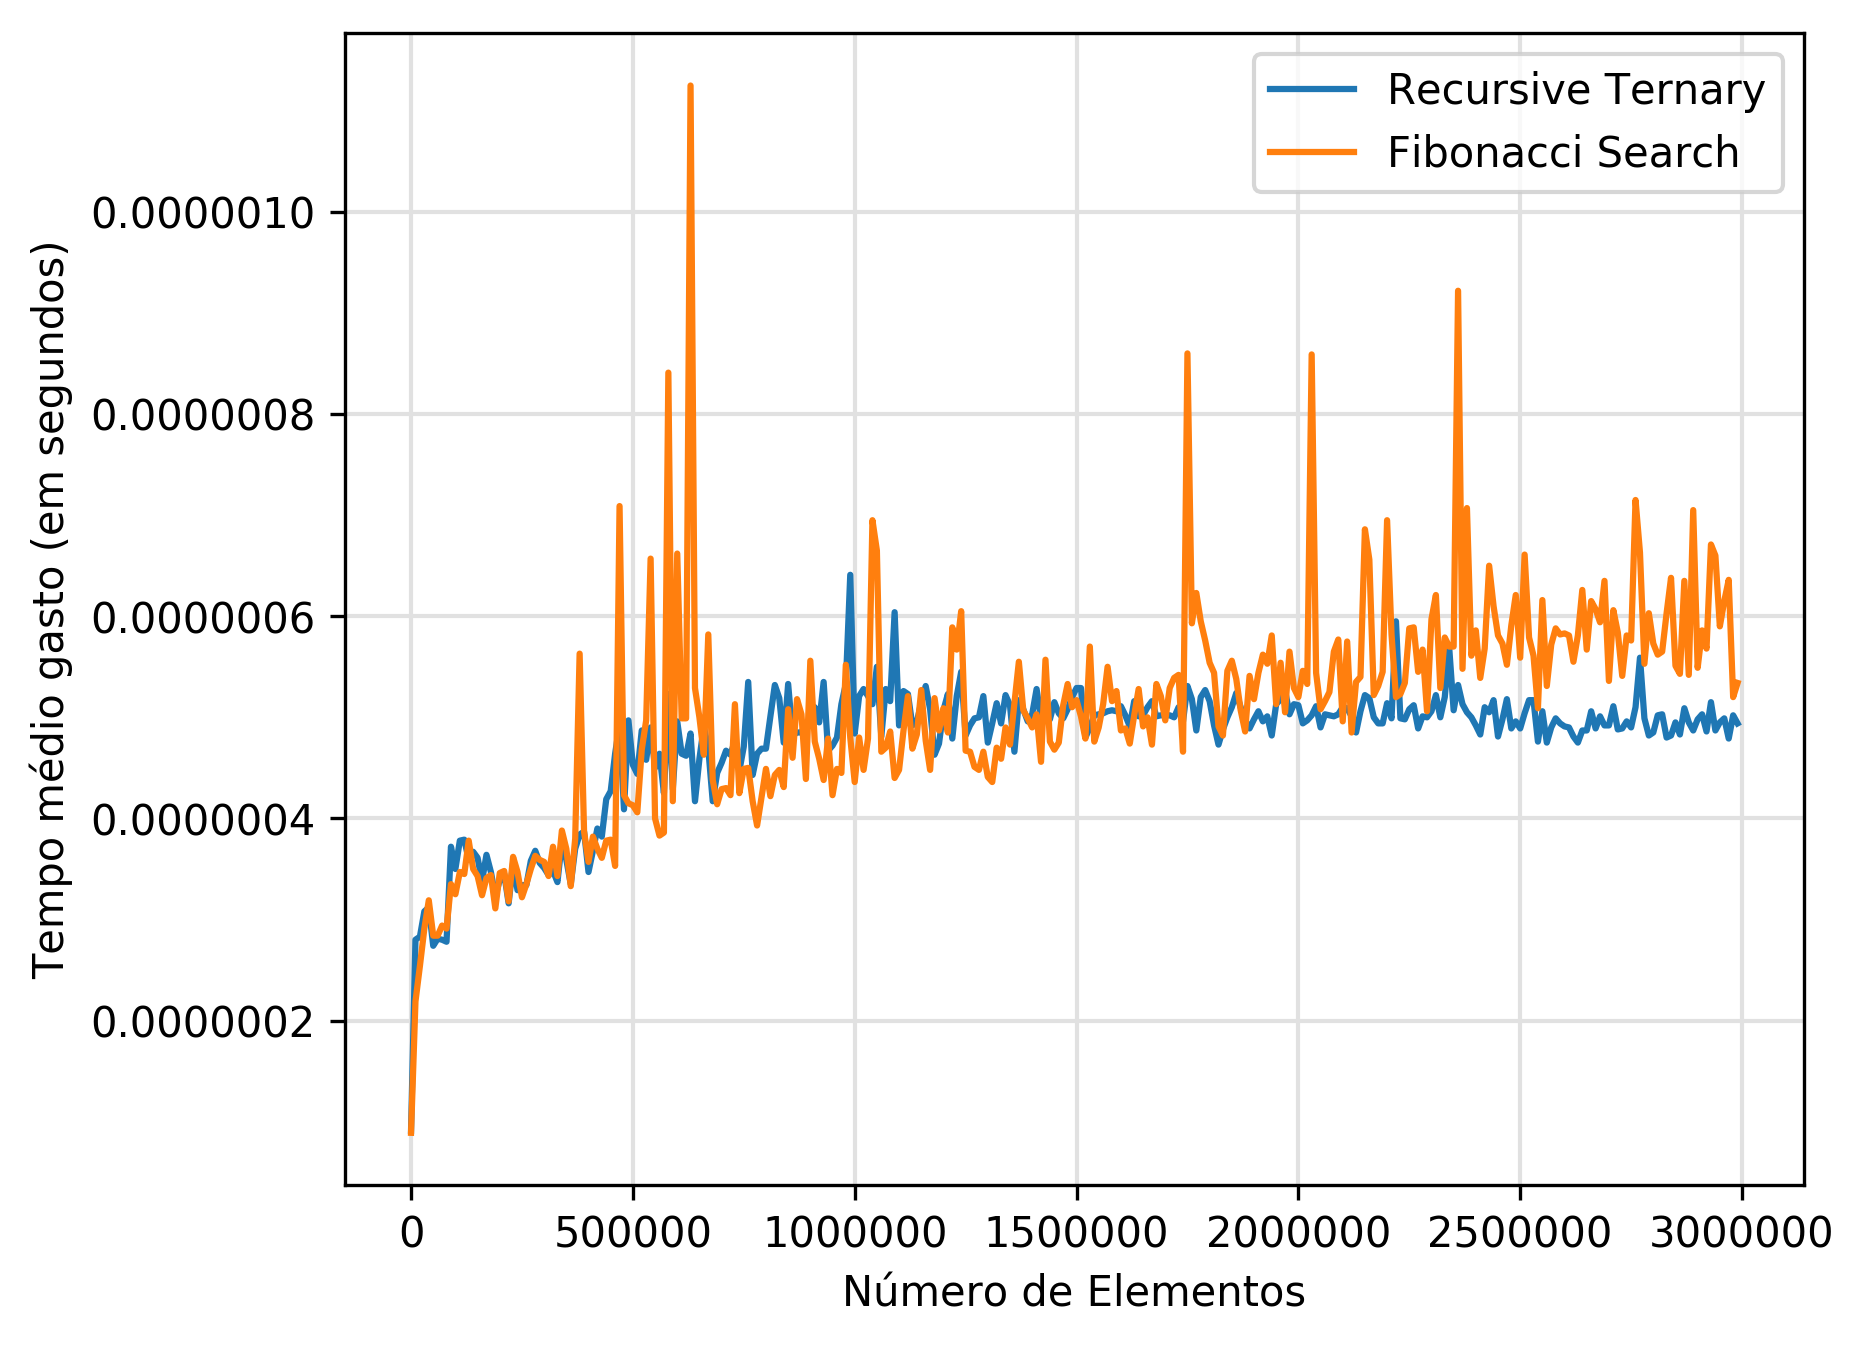 Recursive Ternary
Fibonacci Search
0.0000010
0.0000008
0.0000006
0.0000004
0.0000002
Tempo médio gasto (em segundos)
0 500000 1000000 1500000 2000000 2500000 3000000
Número de Elementos